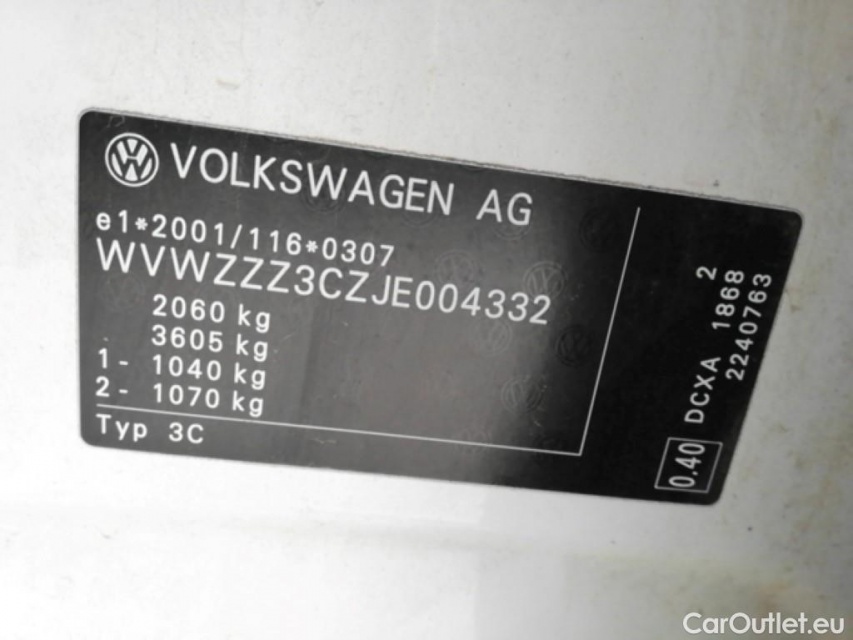 VOLKSWAGEN AG
e1*2001/116*0307
WVWZZZ3CZJE004332
2060 kg
3605 kg
1- 1040 kg
2- 1070 kg
Typ 3C
0.40 DCXA 1868 2
2240763
CarOutlet.eu